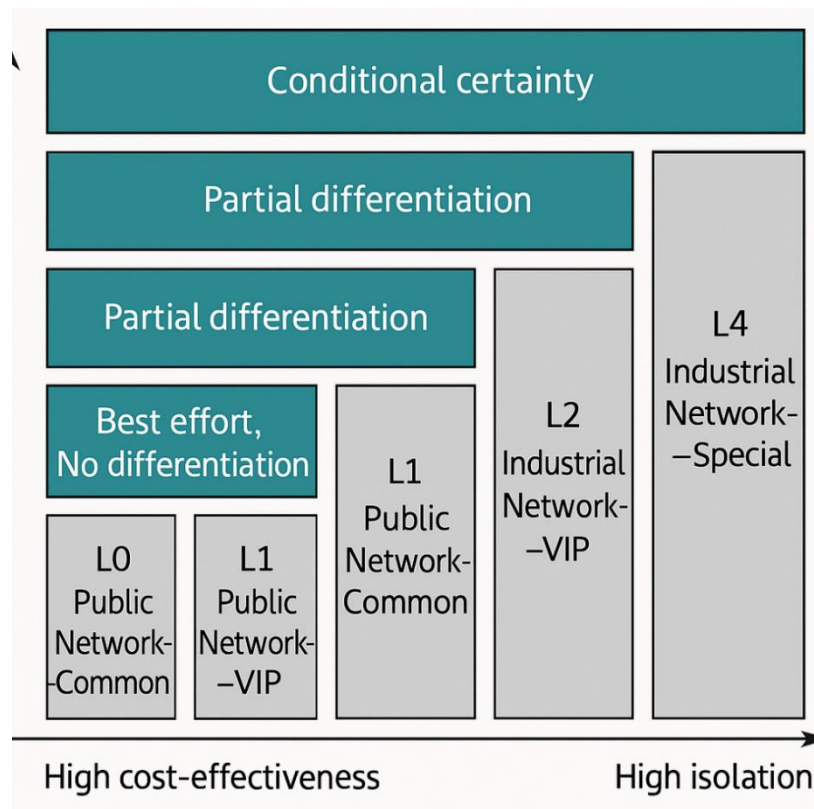 Conditional certainty
Partial differentiation
Partial differentiation
Best effort,
No differentiation
L0
Public
Network-
-Common
L1
Public
Network-
–VIP
L1
Public
Network-
Common
L2
Industrial
Network-
–VIP
L4
Industrial
Network-
–Special
High cost-effectiveness
High isolation